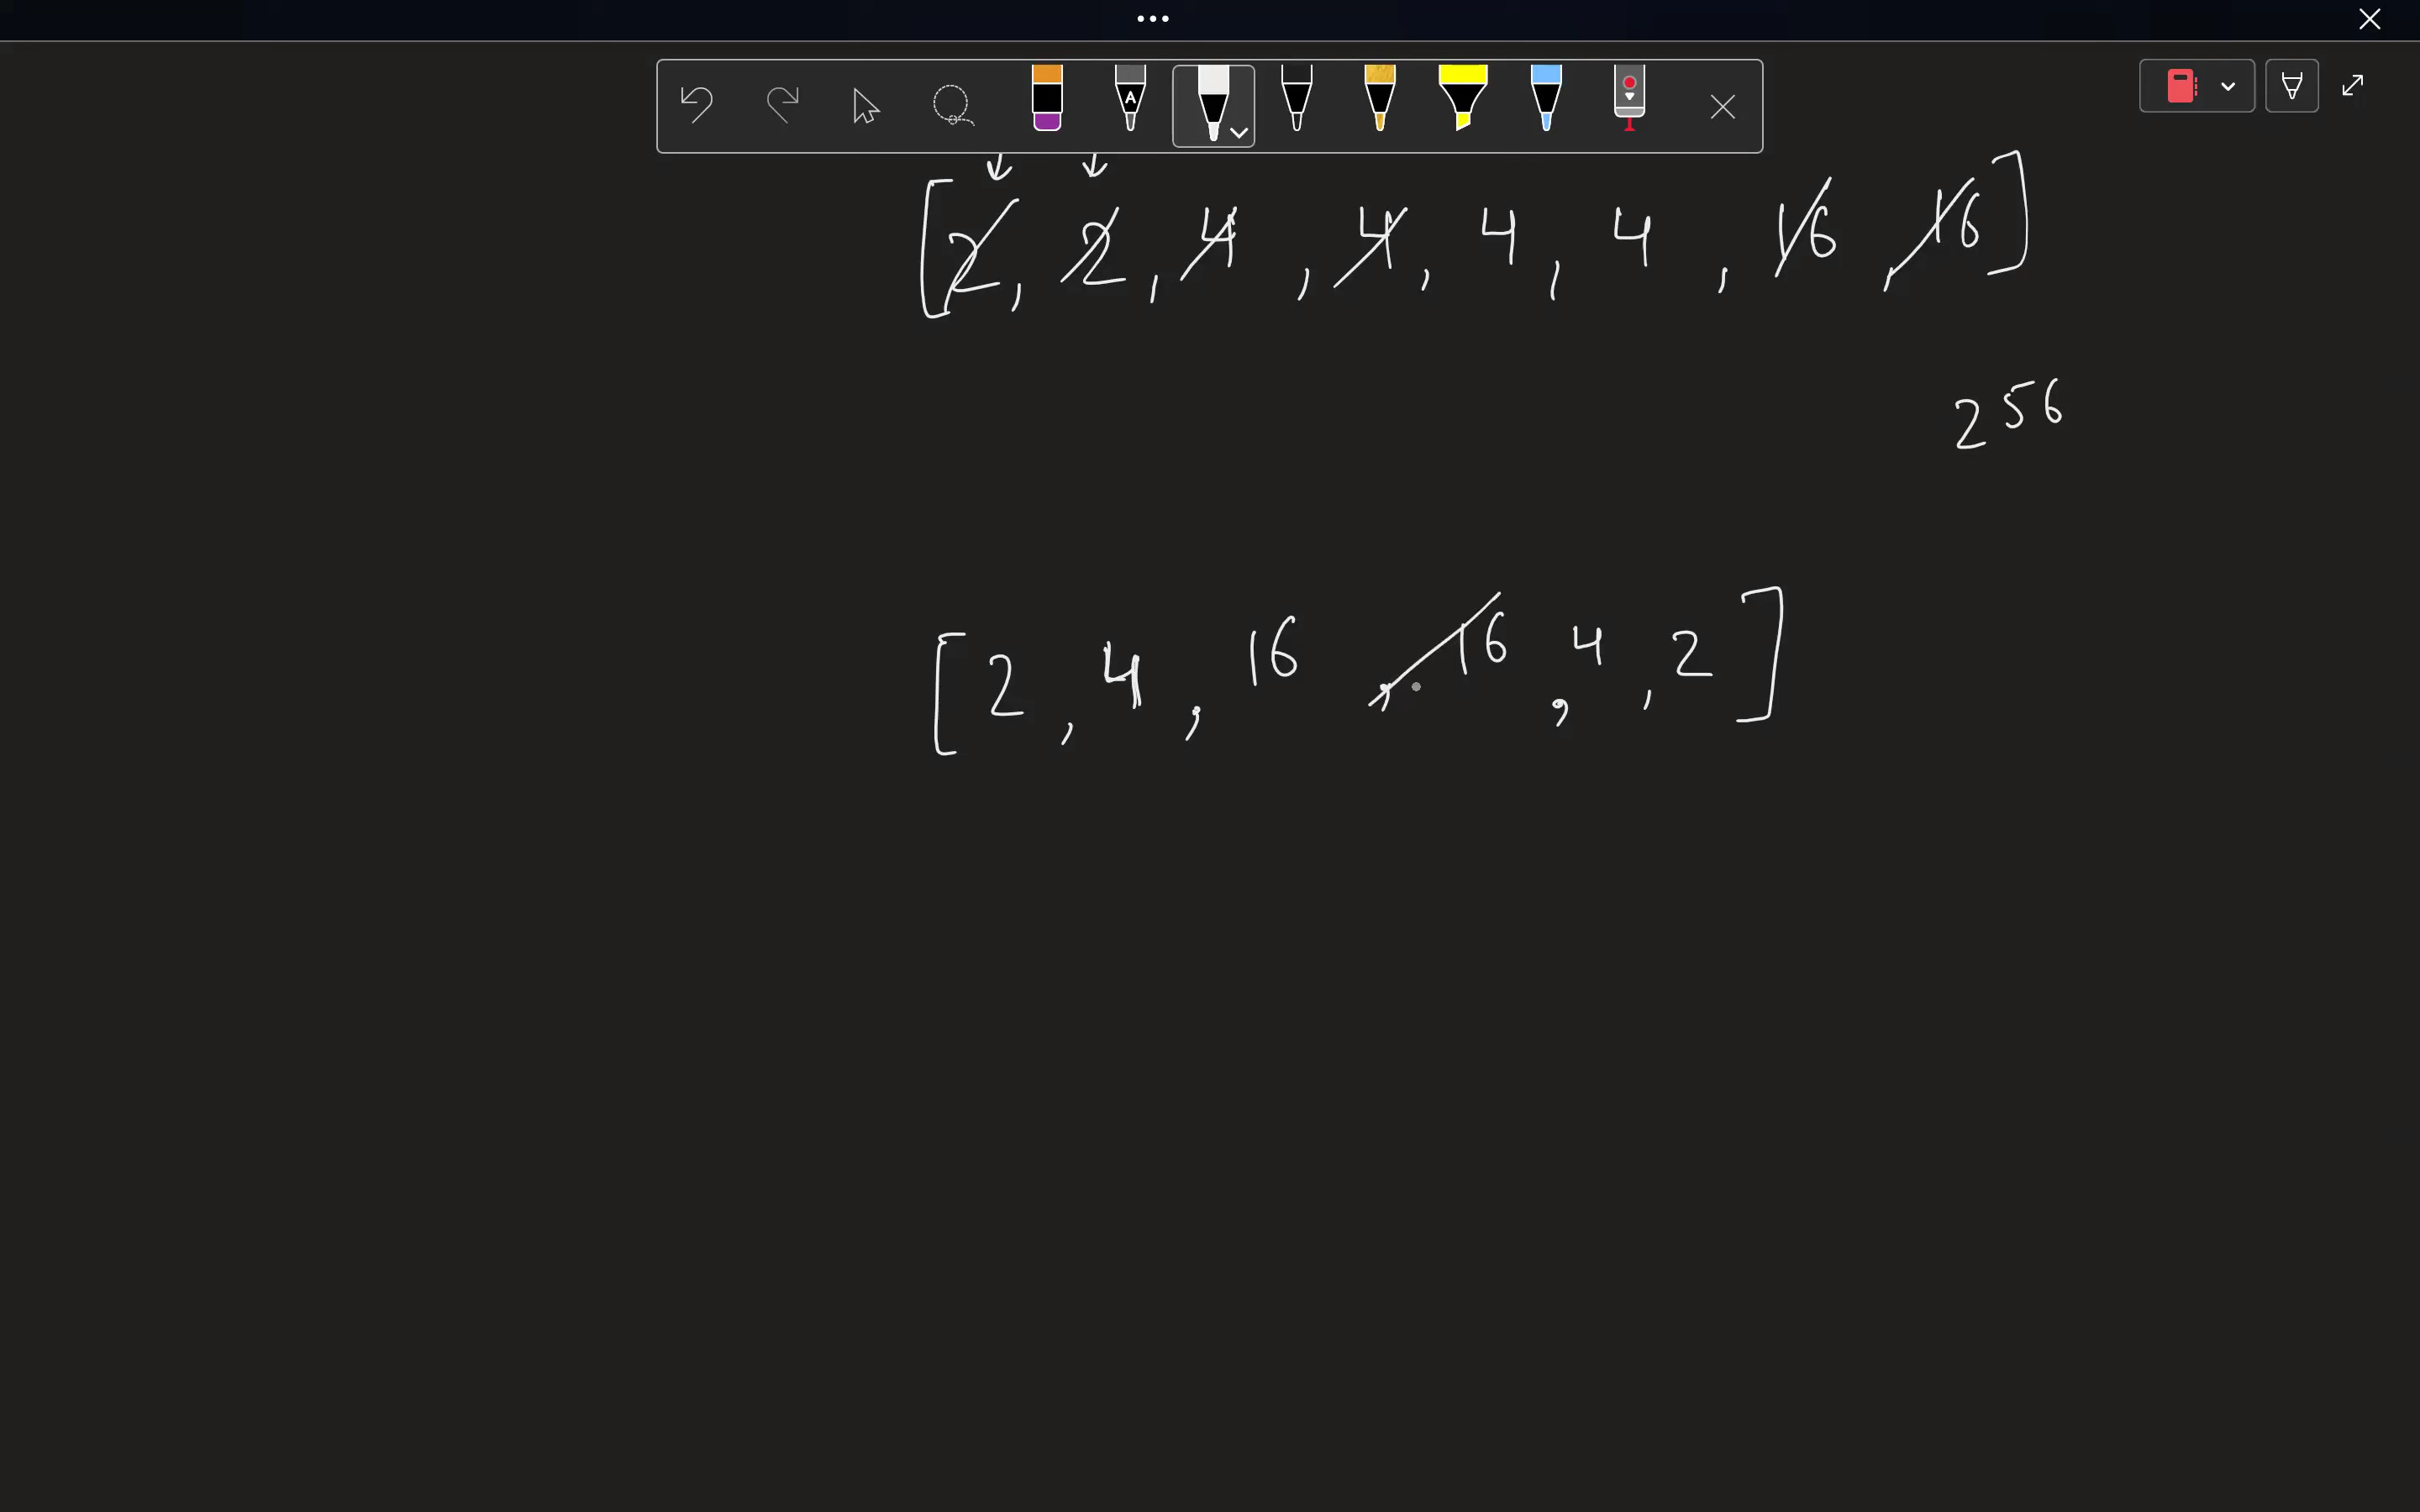 [2, 2, 4, 4, 4, 4, 16 16]
256
[2, 4, 16, 16, 4, 2]